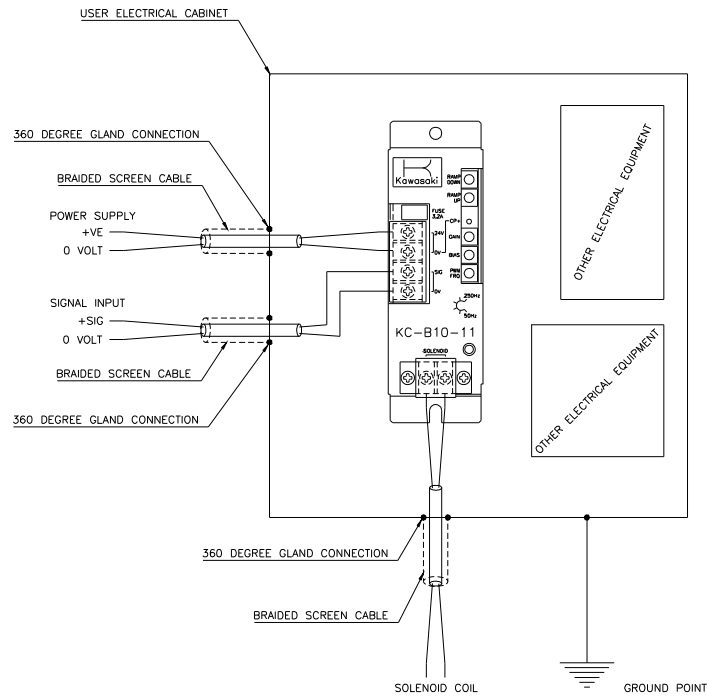 USER ELECTRICAL CABINET
360 DEGREE GLAND CONNECTION
BRAIDED SCREEN CABLE
POWER SUPPLY
+VE
0 VOLT
SIGNAL INPUT
+SIG
0 VOLT
BRAIDED SCREEN CABLE
360 DEGREE GLAND CONNECTION
Kawasaki
RAMP
DOWN
RAMP
UP
FUSE
3.2A
CP+
24V
0V
GAIN
BIAS
SIG
0V
PWM
FRQ
250Hz
50Hz
KC-B10-11
SOLENOID
OTHER ELECTRICAL EQUIPMENT
OTHER ELECTRICAL EQUIPMENT
360 DEGREE GLAND CONNECTION
BRAIDED SCREEN CABLE
SOLENOID COIL
GROUND POINT